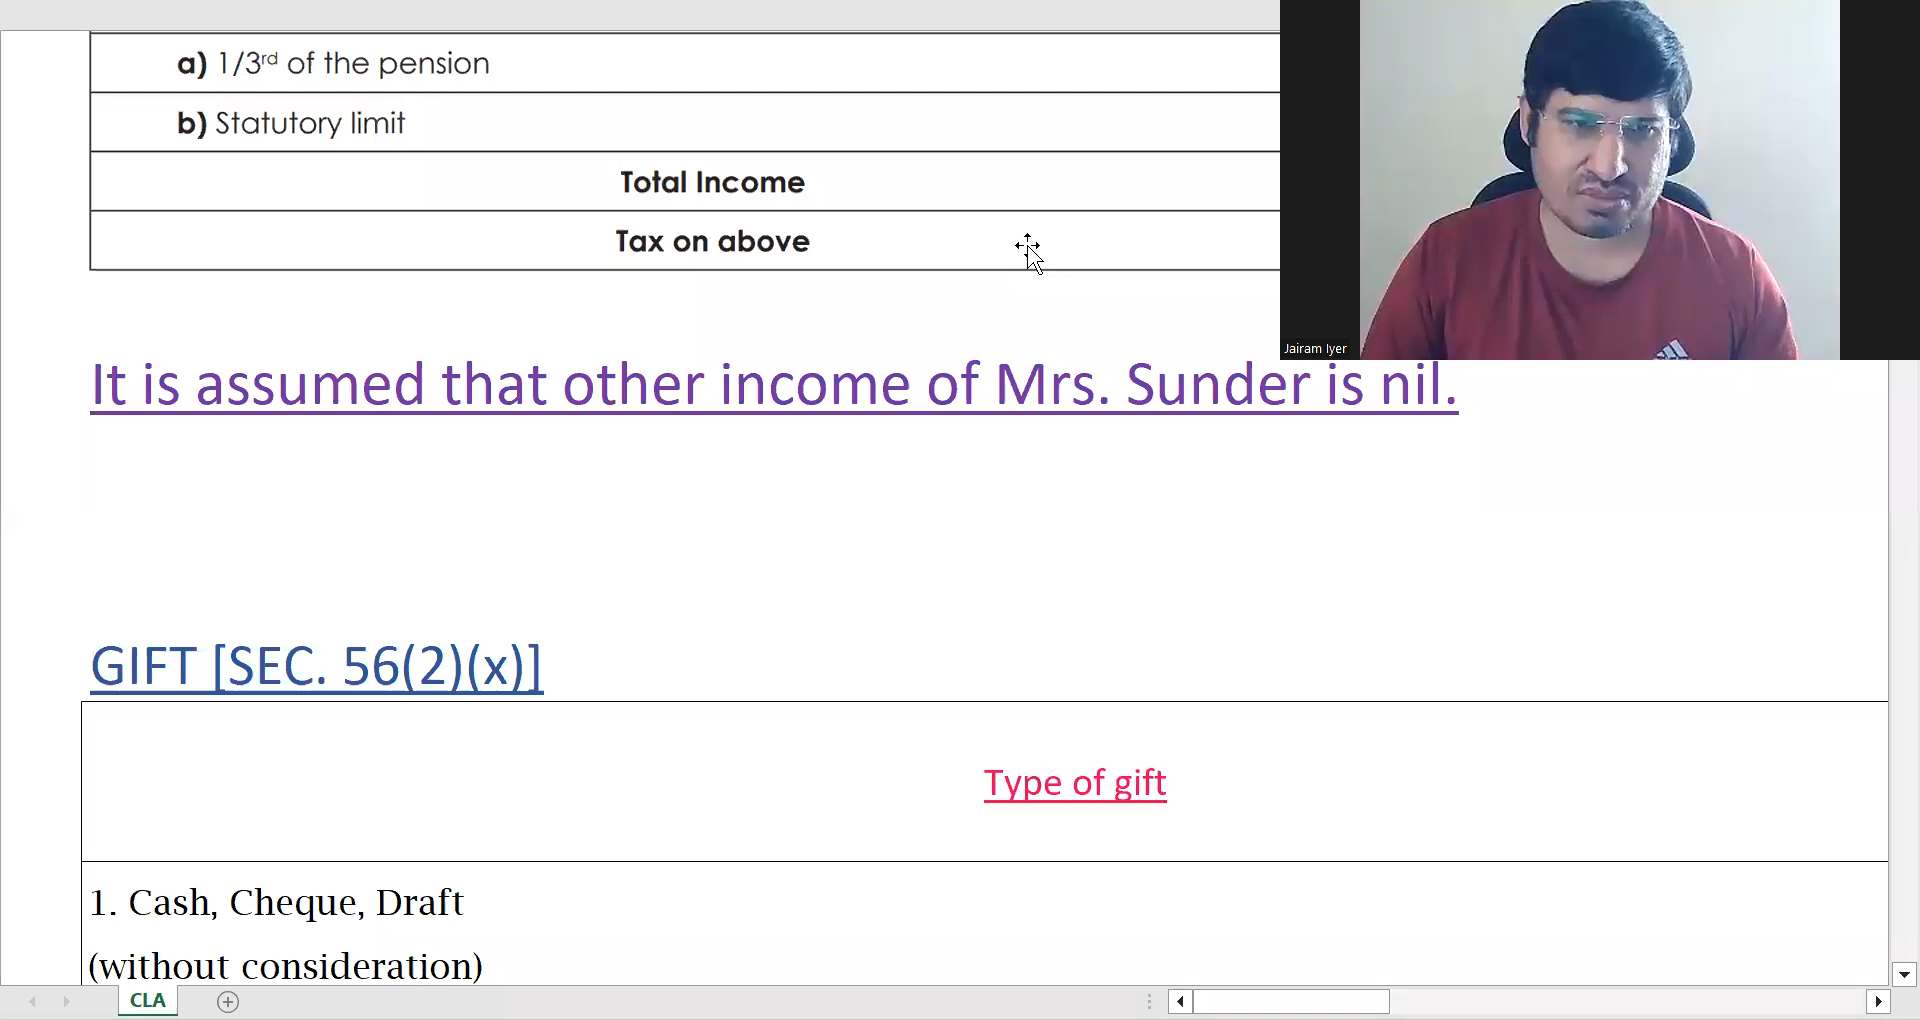 a) 1/3rd of the pension
b) Statutory limit
Total Income
Tax on above
Jairam Iyer
It is assumed that other income of Mrs. Sunder is nil.
GIFT [SEC. 56(2)(x)]
Type of gift
1. Cash, Cheque, Draft
(without consideration)
CLA